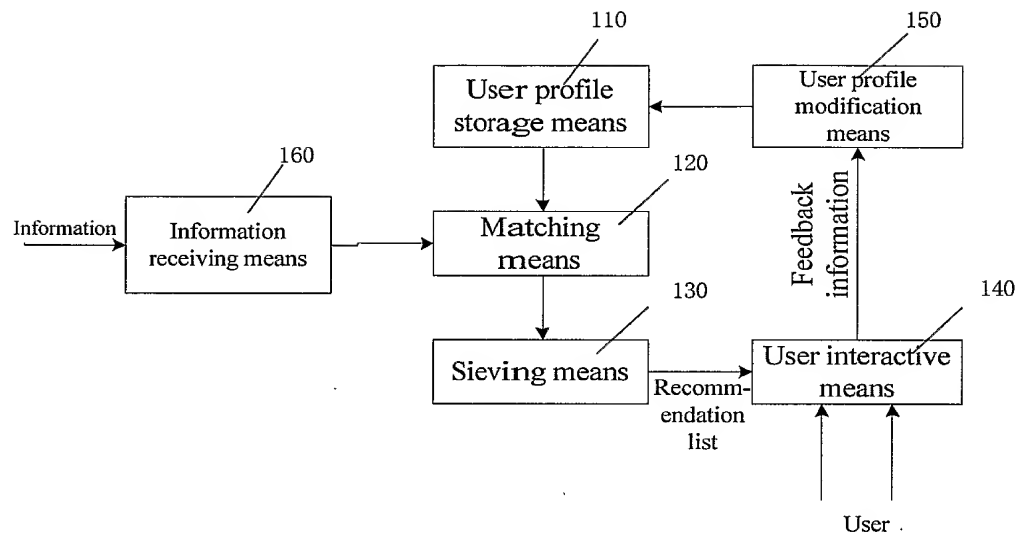 110
150
User profile
storage means
User profile
modification
means
160
120
Information
Information
receiving means
Matching
means
Feedback
information
130
140
Sieving means
User interactive
means
Recomm-
endation
list
User